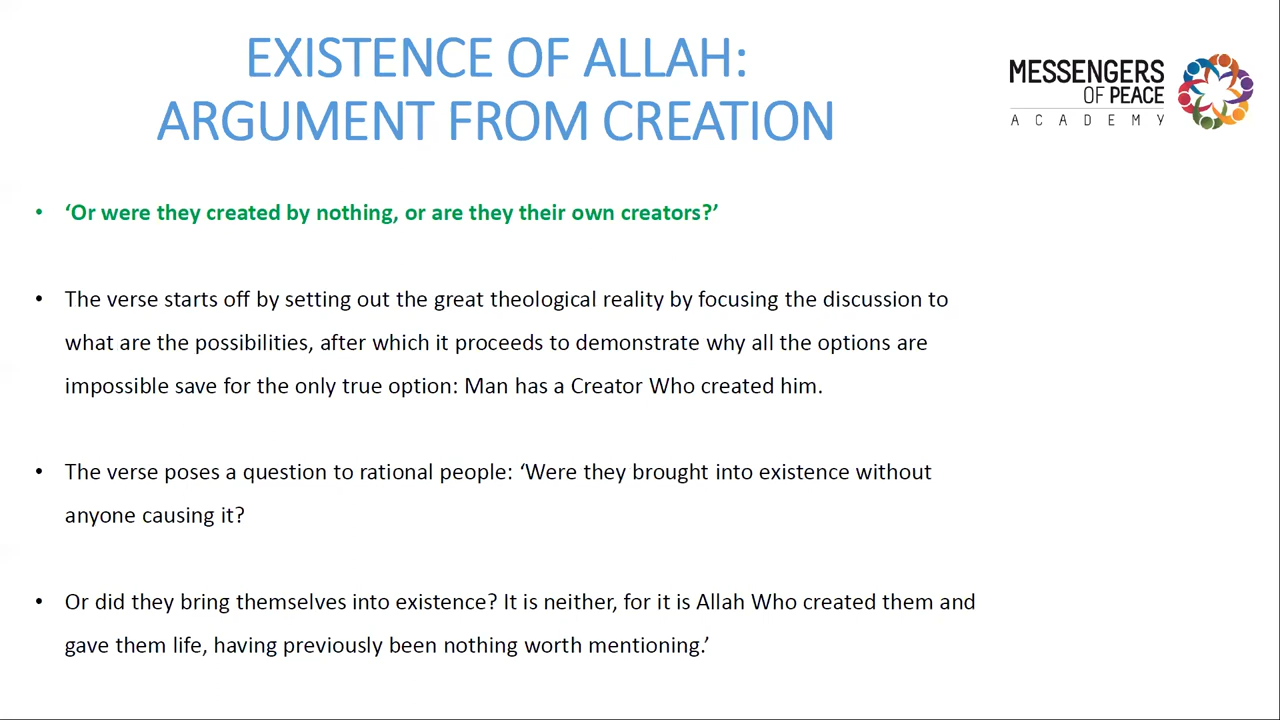 EXISTENCE OF ALLAH:
ARGUMENT FROM CREATION
MESSENGERS
OF PEACE
ACADEMY
• ‘Or were they created by nothing, or are they their own creators?’
• The verse starts off by setting out the great theological reality by focusing the discussion to
what are the possibilities, after which it proceeds to demonstrate why all the options are
impossible save for the only true option: Man has a Creator Who created him.
• The verse poses a question to rational people: ‘Were they brought into existence without
anyone causing it?
• Or did they bring themselves into existence? It is neither, for it is Allah Who created them and
gave them life, having previously been nothing worth mentioning.’